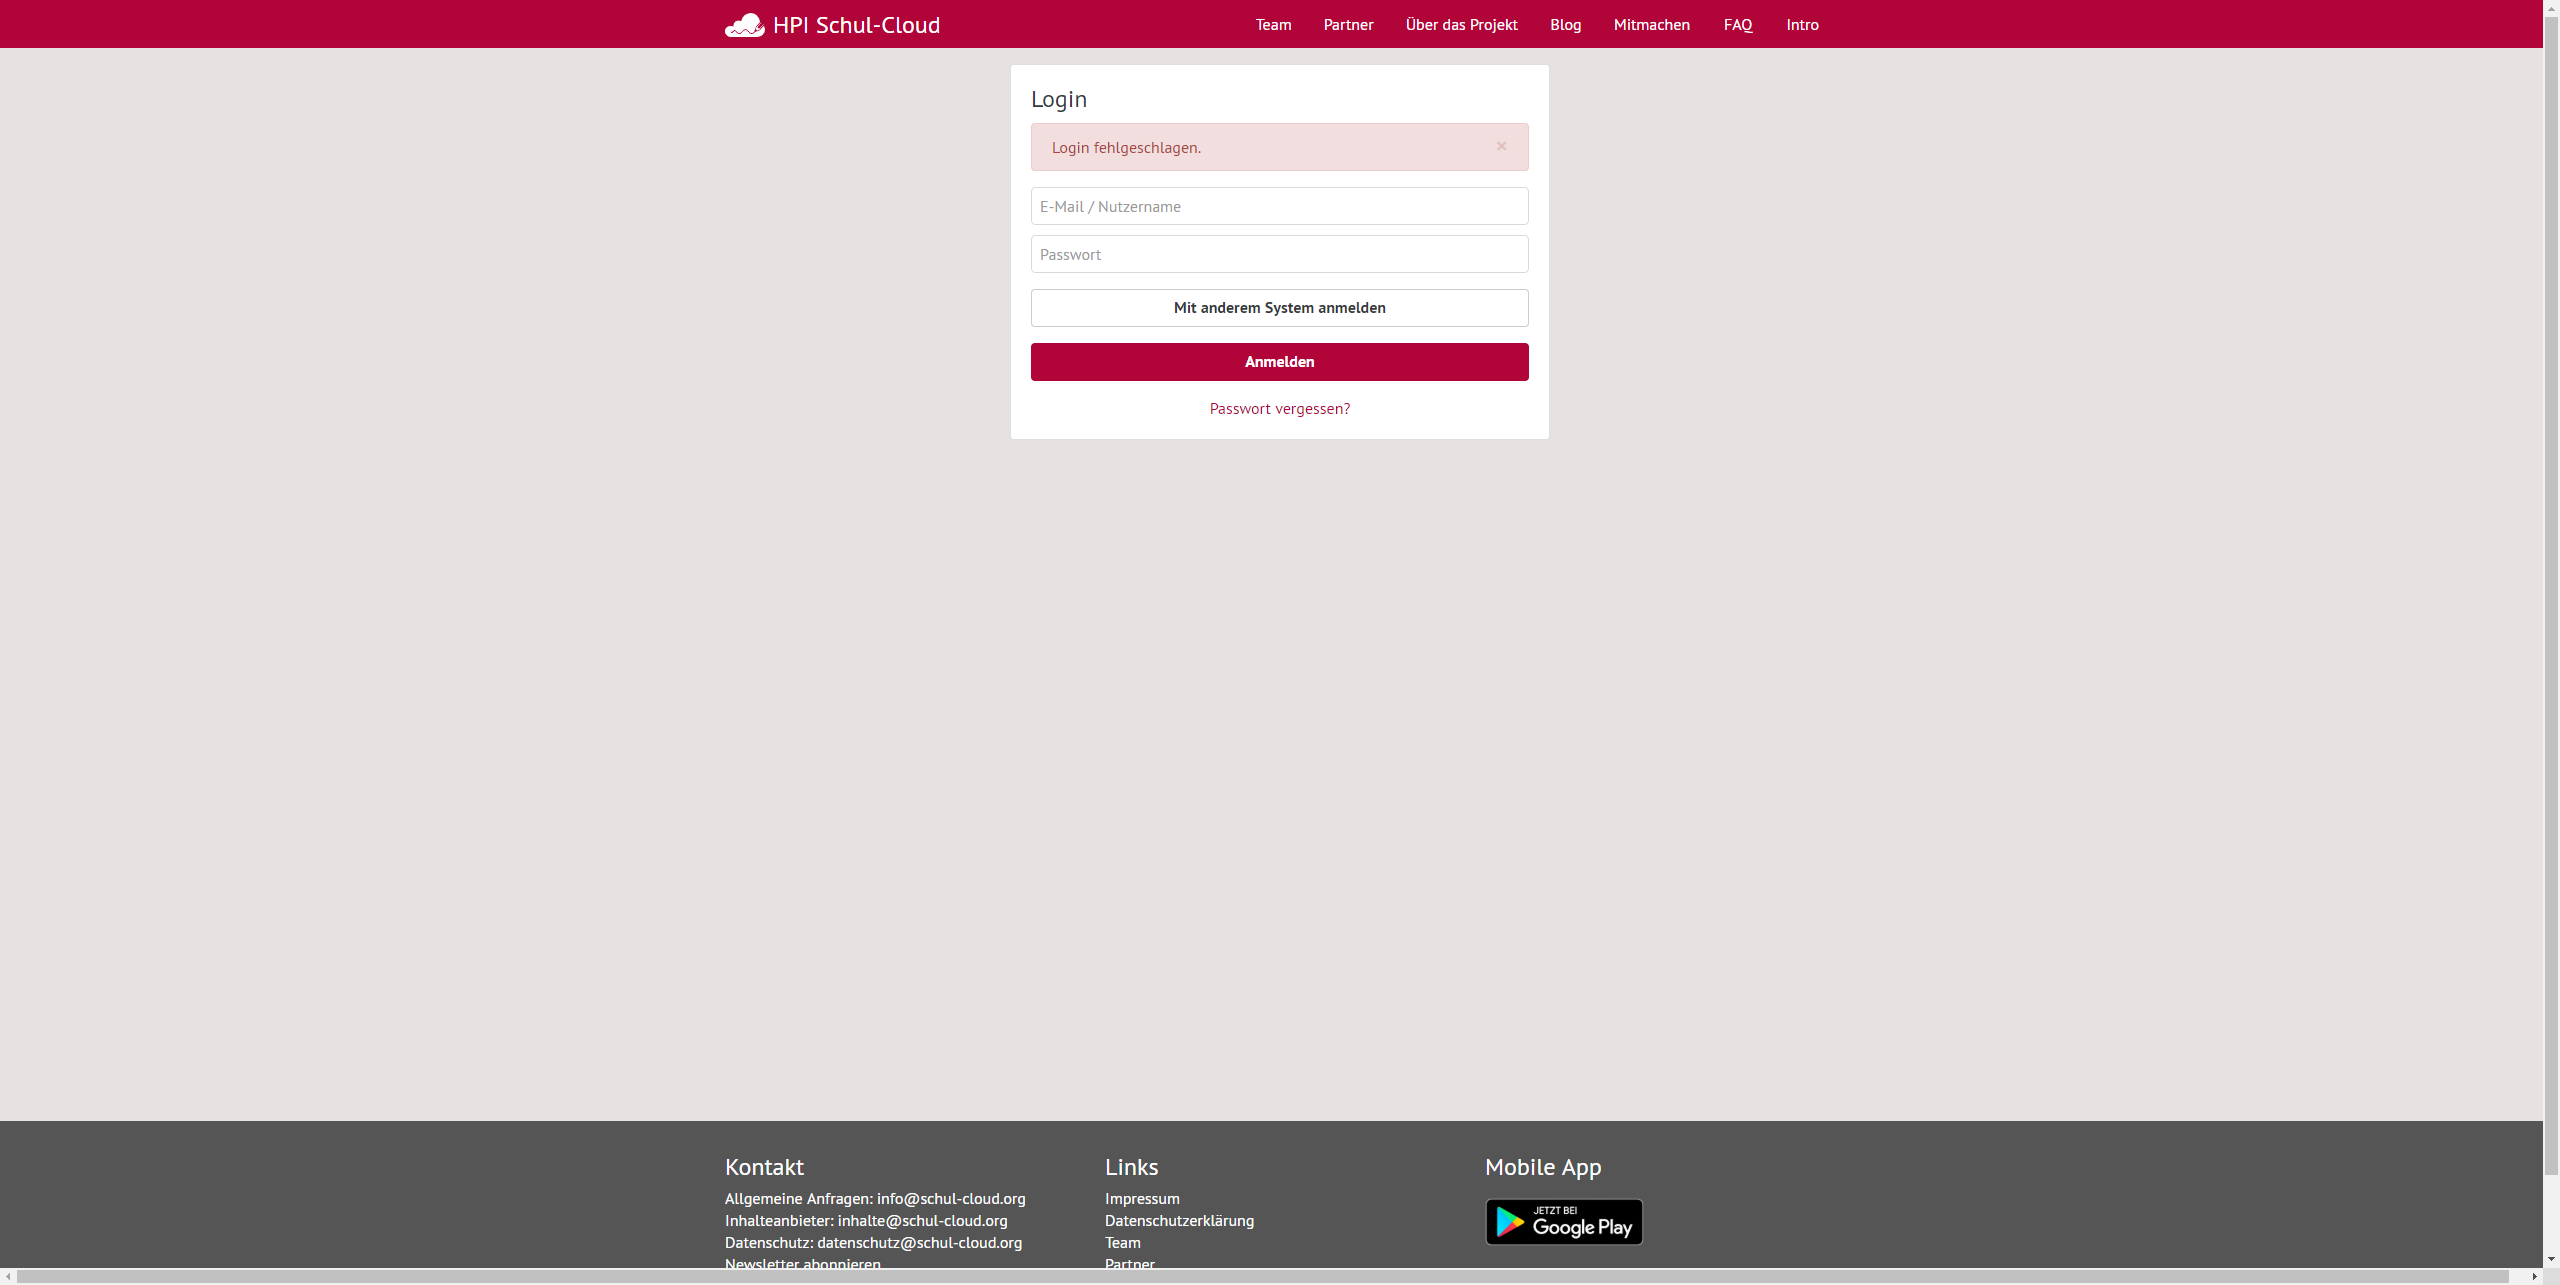 HPI Schul-Cloud
Team Partner Über das Projekt Blog Mitmachen FAQ Intro
Login
Login fehlgeschlagen.
×
E-Mail / Nutzername
Passwort
Mit anderem System anmelden
Anmelden
Passwort vergessen?
Kontakt
Allgemeine Anfragen: info@schul-cloud.org
Inhalteanbieter: inhalte@schul-cloud.org
Datenschutz: datenschutz@schul-cloud.org
Newsletter abonnieren
Links
Impressum
Datenschutzerklärung
Team
Partner
Mobile App
JETZT BEI
Google Play